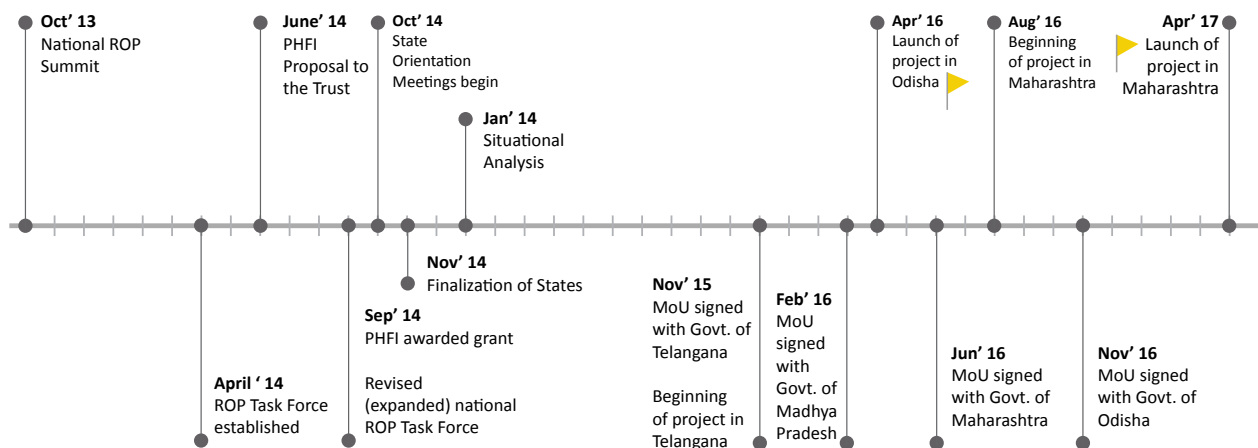 Oct’ 13
National ROP
Summit
June’ 14
PHFI
Proposal to
the Trust
Oct’ 14
State
Orientation
Meetings begin
Jan’ 14
Situational
Analysis
Apr’ 16
Launch of
project in
Odisha
Aug’ 16
Beginning
of project in
Maharashtra
Apr’ 17
Launch of
project in
Maharashtra
April ‘ 14
ROP Task Force
established
Sep’ 14
PHFI awarded grant
Revised
(expanded) national
ROP Task Force
Nov’ 14
Finalization of States
Nov’ 15
MoU signed
with Govt. of
Telangana
Beginning
of project in
Telangana
Feb’ 16
MoU
signed
with
Govt. of
Madhya
Pradesh
Jun’ 16
MoU signed
with Govt. of
Maharashtra
Nov’ 16
MoU signed
with Govt. of
Odisha